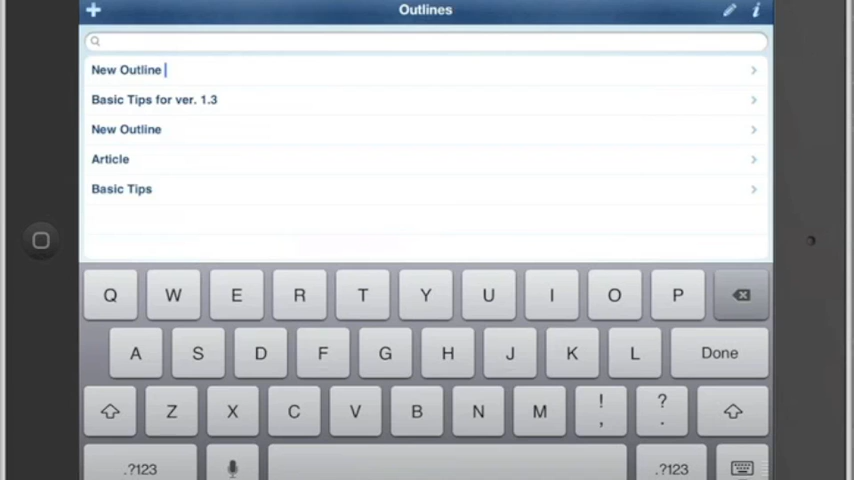 Outlines
New Outline
Basic Tips for ver. 1.3
New Outline
Article
Basic Tips
Q W E R T Y U I O P
A S D F G H J K L Done
Z X C V B N M ! , ? .
.?123 .?123